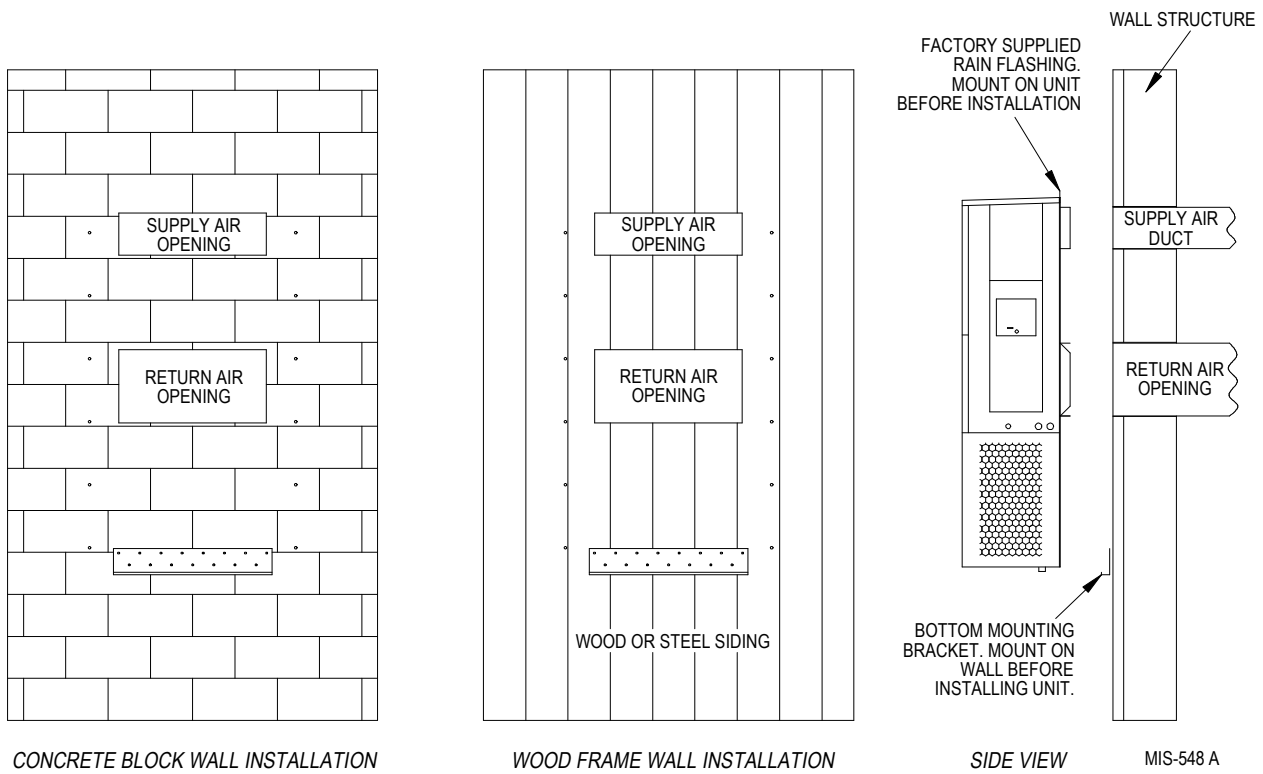 WALL STRUCTURE
FACTORY SUPPLIED
RAIN FLASHING.
MOUNT ON UNIT
BEFORE INSTALLATION
SUPPLY AIR
OPENING
SUPPLY AIR
OPENING
SUPPLY AIR
DUCT
RETURN AIR
OPENING
RETURN AIR
OPENING
RETURN AIR
OPENING
WOOD OR STEEL SIDING
BOTTOM MOUNTING
BRACKET. MOUNT ON
WALL BEFORE
INSTALLING UNIT.
CONCRETE BLOCK WALL INSTALLATION
WOOD FRAME WALL INSTALLATION
SIDE VIEW
MIS-548 A